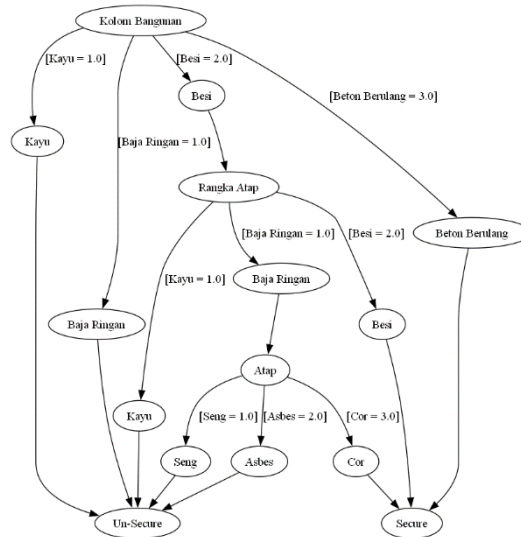 Kolom Bangunan
[Kayu = 1.0]
[Besi = 2.0]
Besi
[Beton Berulang = 3.0]
Kayu
[Baja Ringan = 1.0]
Rangka Atap
[Baja Ringan = 1.0]
[Besi = 2.0]
Beton Berulang
[Kayu = 1.0]
Baja Ringan
Baja Ringan
Besi
Atap
Kayu
[Seng = 1.0]
[Asbes = 2.0]
[Cor = 3.0]
Seng
Asbes
Cor
Un-Secure
Secure